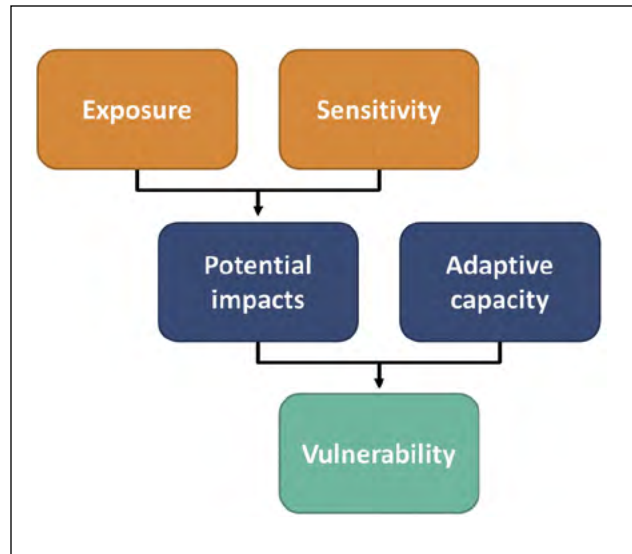 Exposure
Sensitivity
Potential
impacts
Adaptive
capacity
Vulnerability